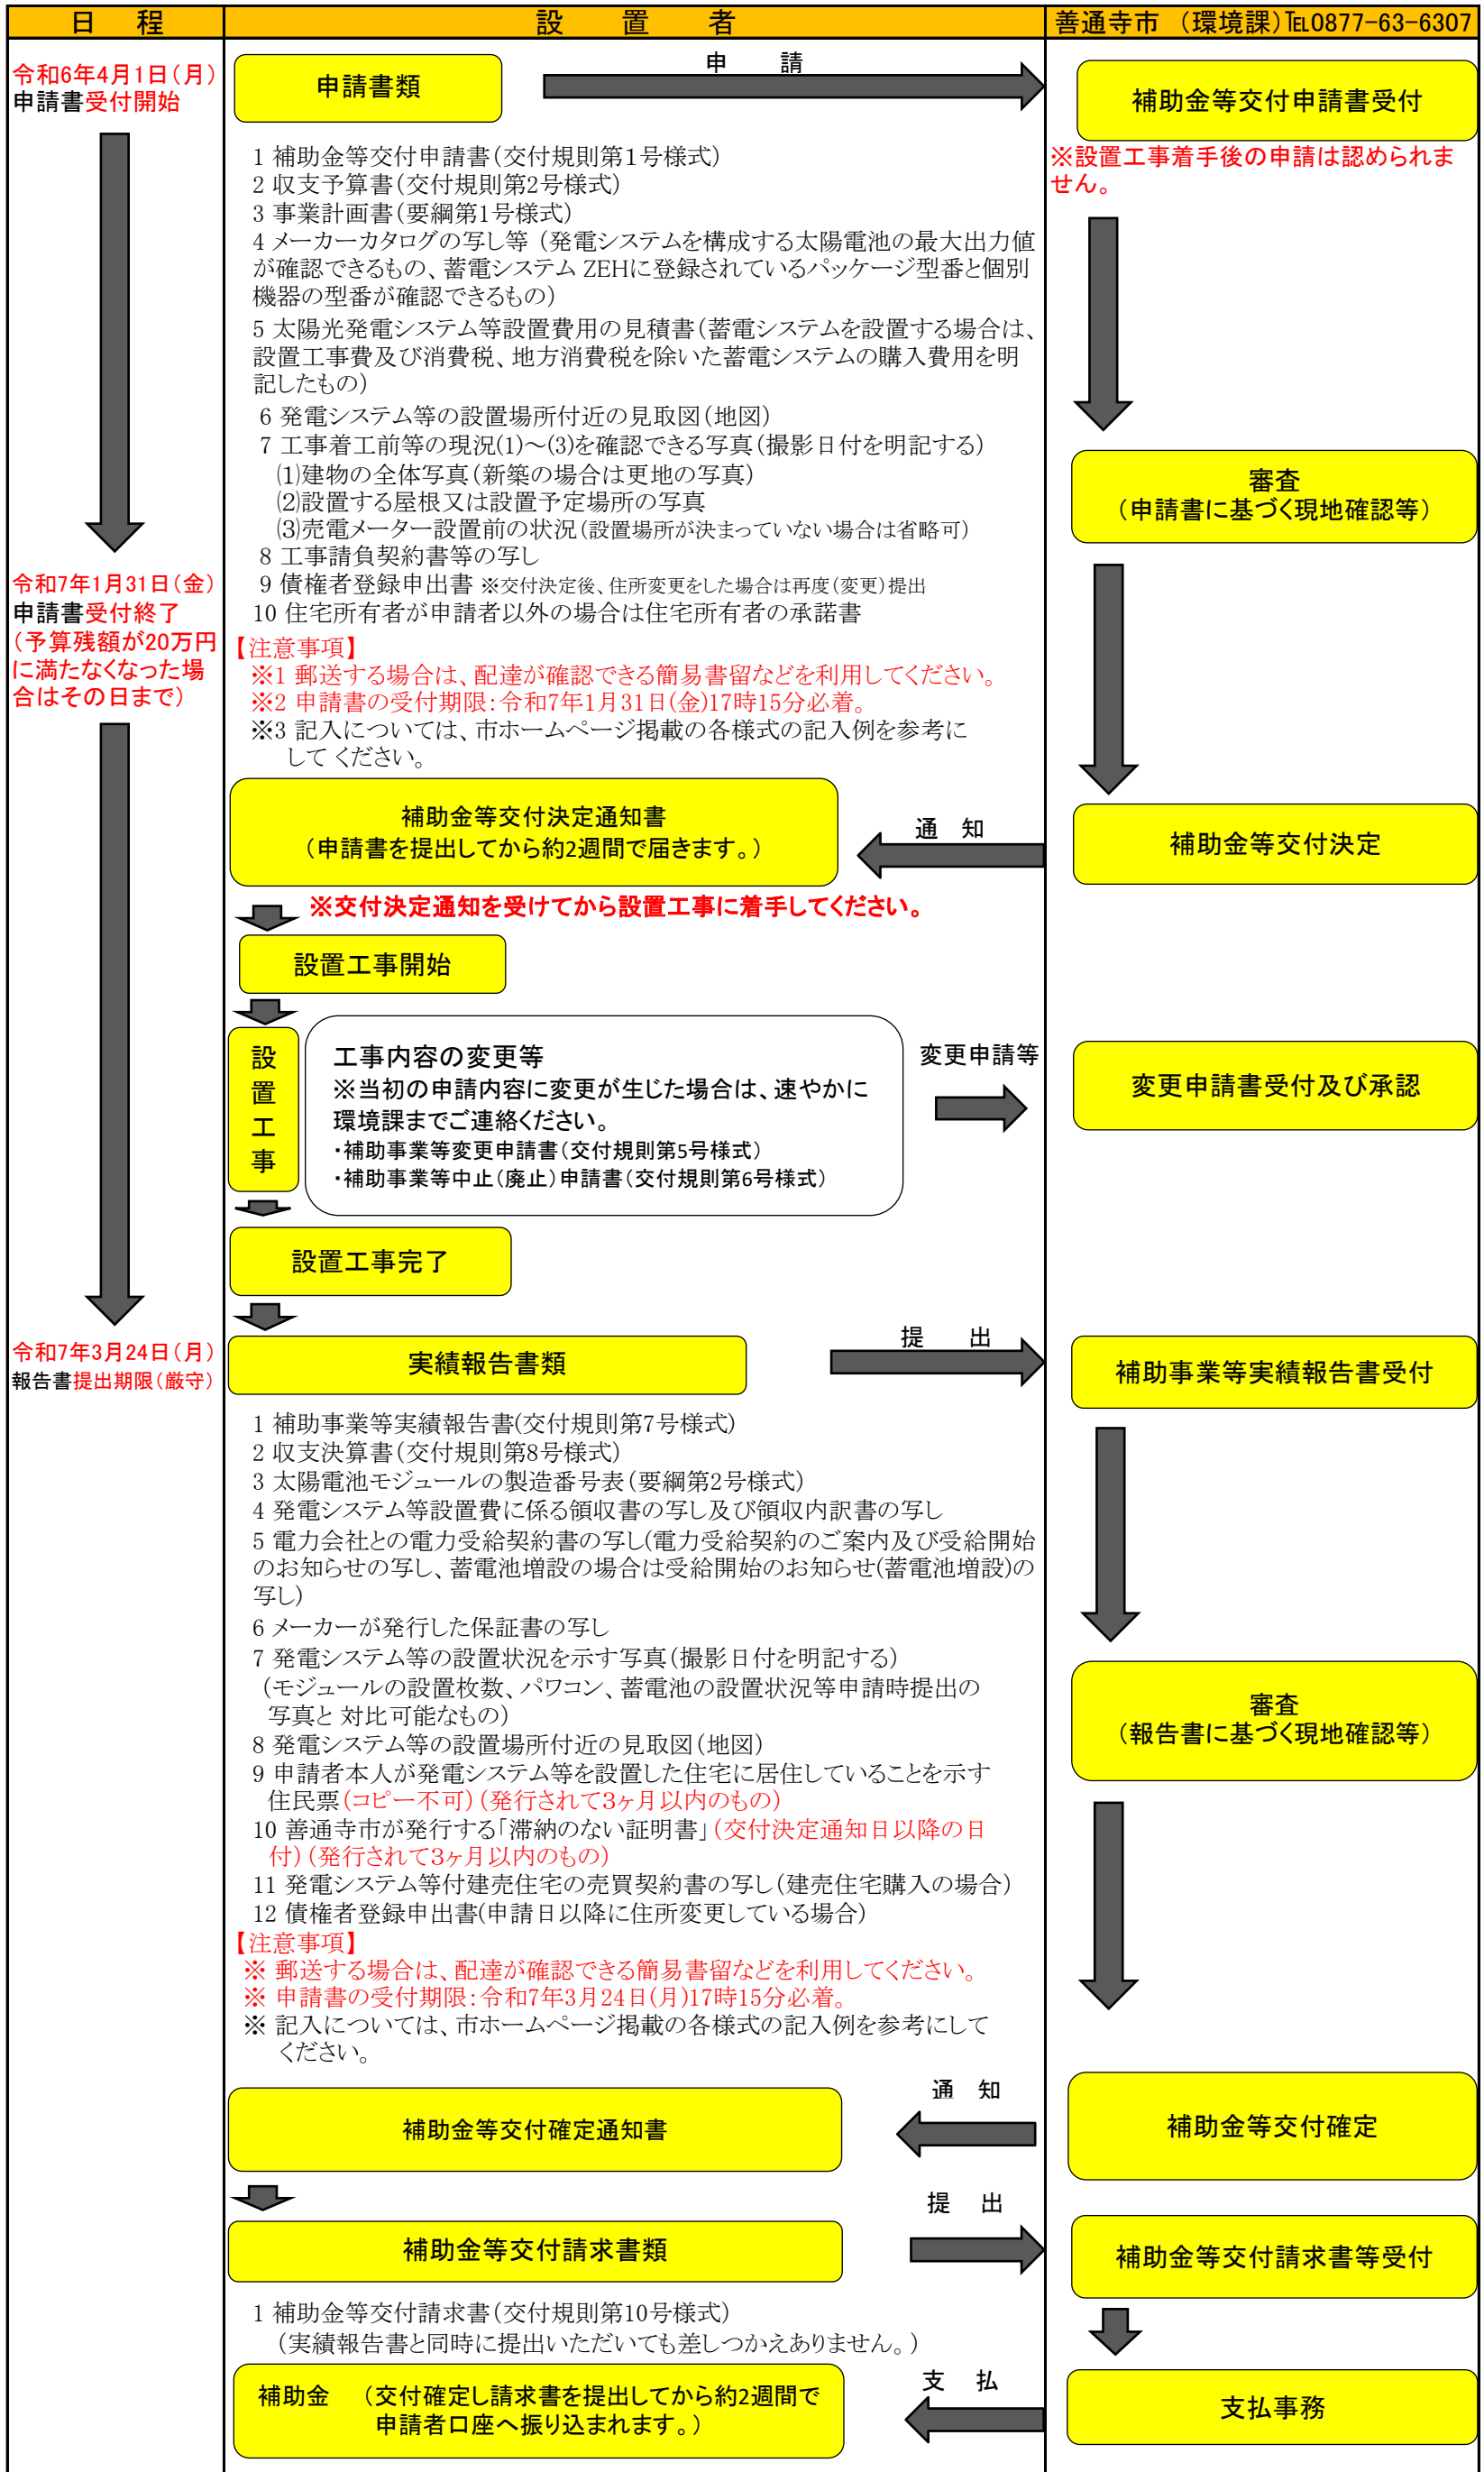 日　程
設　置　者
善通寺市　（環境課）℡0877-63-6307
令和6年4月1日（月）
申請書受付開始
申請書類
申　請
補助金等交付申請書受付
※設置工事着手後の申請は認められま
せん。
1 補助金等交付申請書（交付規則第1号様式）
2 収支予算書（交付規則第2号様式）
3 事業計画書（要綱第1号様式）
4 メーカーカタログの写し等（発電システムを構成する太陽電池の最大出力値
が確認できるもの、蓄電システム ZEHに登録されているパッケージ型番と個別
機器の型番が確認できるもの）
5 太陽光発電システム等設置費用の見積書（蓄電システムを設置する場合は、
設置工事費及び消費税、地方消費税を除いた蓄電システムの購入費用を明
記したもの）
6 発電システム等の設置場所付近の見取図（地図）
7 工事着工前等の現況(1)～(3)を確認できる写真（撮影日付を明記する）
⑴建物の全体写真（新築の場合は更地の写真）
⑵設置する屋根又は設置予定場所の写真
⑶売電メーター設置前の状況（設置場所が決まっていない場合は省略可）
8 工事請負契約書等の写し
9 債権者登録申出書 ※交付決定後、住所変更をした場合は再度（変更）提出
10 住宅所有者が申請者以外の場合は住宅所有者の承諾書
審査
（申請書に基づく現地確認等）
令和7年1月31日（金）
申請書受付終了
（予算残額が20万円
に満たなくなった場
合はその日まで）
【注意事項】
※1 郵送する場合は、配達が確認できる簡易書留などを利用してください。
※2 申請書の受付期限：令和7年1月31日(金)17時15分必着。
※3 記入については、市ホームページ掲載の各様式の記入例を参考に
して ください。
補助金等交付決定通知書
（申請書を提出してから約2週間で届きます。）
通　知
補助金等交付決定
※交付決定通知を受けてから設置工事に着手してください。
設置工事開始
設
置
工
事
工事内容の変更等
※当初の申請内容に変更が生じた場合は、速やかに
環境課までご連絡ください。
・補助事業等変更申請書（交付規則第5号様式）
・補助事業等中止（廃止）申請書（交付規則第6号様式）
変更申請等
変更申請書受付及び承認
設置工事完了
令和7年3月24日（月）
報告書提出期限（厳守）
実績報告書類
提　出
補助事業等実績報告書受付
1 補助事業等実績報告書(交付規則第7号様式）
2 収支決算書（交付規則第8号様式）
3 太陽電池モジュールの製造番号表（要綱第2号様式）
4 発電システム等設置費に係る領収書の写し及び領収内訳書の写し
5 電力会社との電力受給契約書の写し(電力受給契約のご案内及び受給開始
のお知らせの写し、蓄電池増設の場合は受給開始のお知らせ(蓄電池増設)の
写し)
6 メーカーが発行した保証書の写し
7 発電システム等の設置状況を示す写真（撮影日付を明記する）
（モジュールの設置枚数、パワコン、蓄電池の設置状況等申請時提出の
写真と 対比可能なもの）
8 発電システム等の設置場所付近の見取図（地図）
9 申請者本人が発電システム等を設置した住宅に居住していることを示す
住民票（コピー不可）（発行されて3ヶ月以内のもの）
10 善通寺市が発行する「滞納のない証明書」（交付決定通知日以降の日
付）（発行されて3ヶ月以内のもの）
11 発電システム等付建売住宅の売買契約書の写し（建売住宅購入の場合）
12 債権者登録申出書(申請日以降に住所変更している場合）
審査
（報告書に基づく現地確認等）
【注意事項】
※ 郵送する場合は、配達が確認できる簡易書留などを利用してください。
※ 申請書の受付期限：令和7年3月24日(月)17時15分必着。
※ 記入については、市ホームページ掲載の各様式の記入例を参考にして
ください。
補助金等交付確定通知書
通　知
補助金等交付確定
補助金等交付請求書類
提　出
補助金等交付請求書等受付
1 補助金等交付請求書（交付規則第10号様式）
（実績報告書と同時に提出いただいても差しつかえありません。）
補助金　（交付確定し請求書を提出してから約2週間で
申請者口座へ振り込まれます。）
支　払
支払事務